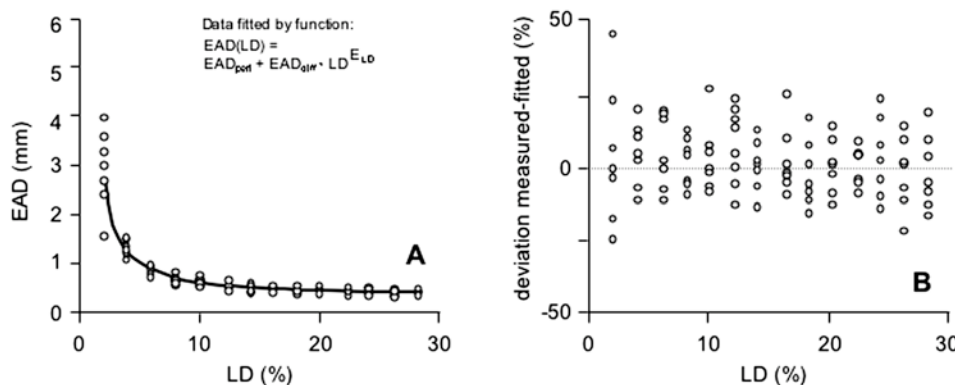 Data fitted by function:
EAD(LD) =
EAD_perf + EAD_diff · LD^E_LD
EAD (mm)
6
5
4
3
2
1
0
A
0 10 20 30
LD (%)
deviation measured-fitted (%)
50
0
-50
B
0 10 20 30
LD (%)